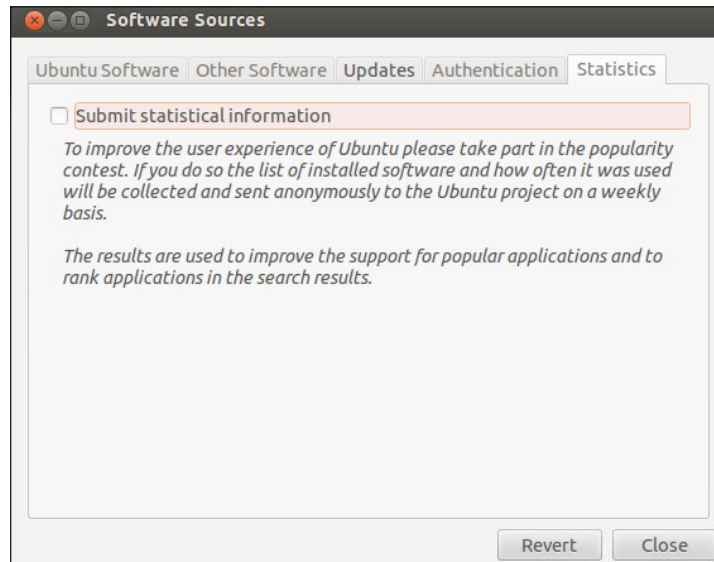 Software Sources
Ubuntu Software Other Software Updates Authentication Statistics
Submit statistical information
To improve the user experience of Ubuntu please take part in the popularity
contest. If you do so the list of installed software and how often it was used
will be collected and sent anonymously to the Ubuntu project on a weekly
basis.
The results are used to improve the support for popular applications and to
rank applications in the search results.
Revert Close